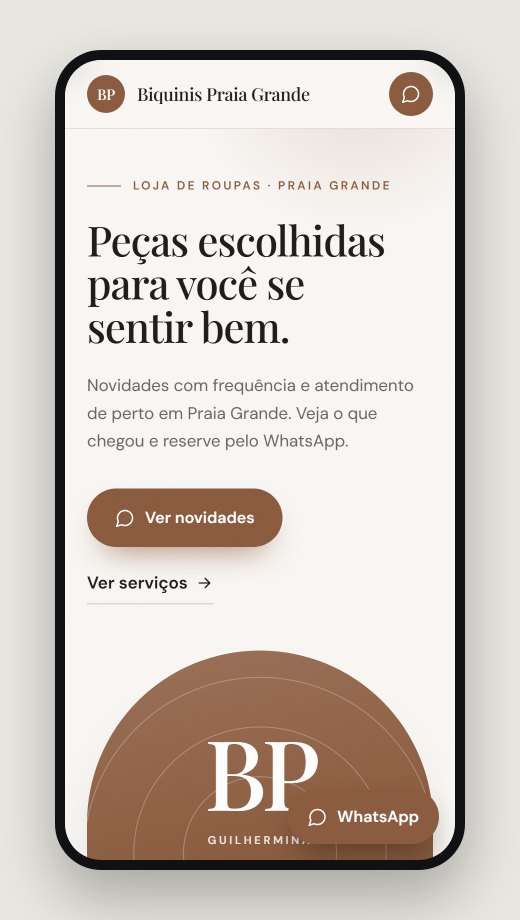 BP Biquinis Praia Grande
LOJA DE ROUPAS · PRAIA GRANDE
Peças escolhidas
para você se
sentir bem.
Novidades com frequência e atendimento
de perto em Praia Grande. Veja o que
chegou e reserve pelo WhatsApp.
Ver novidades
Ver serviços →
BP
WhatsApp